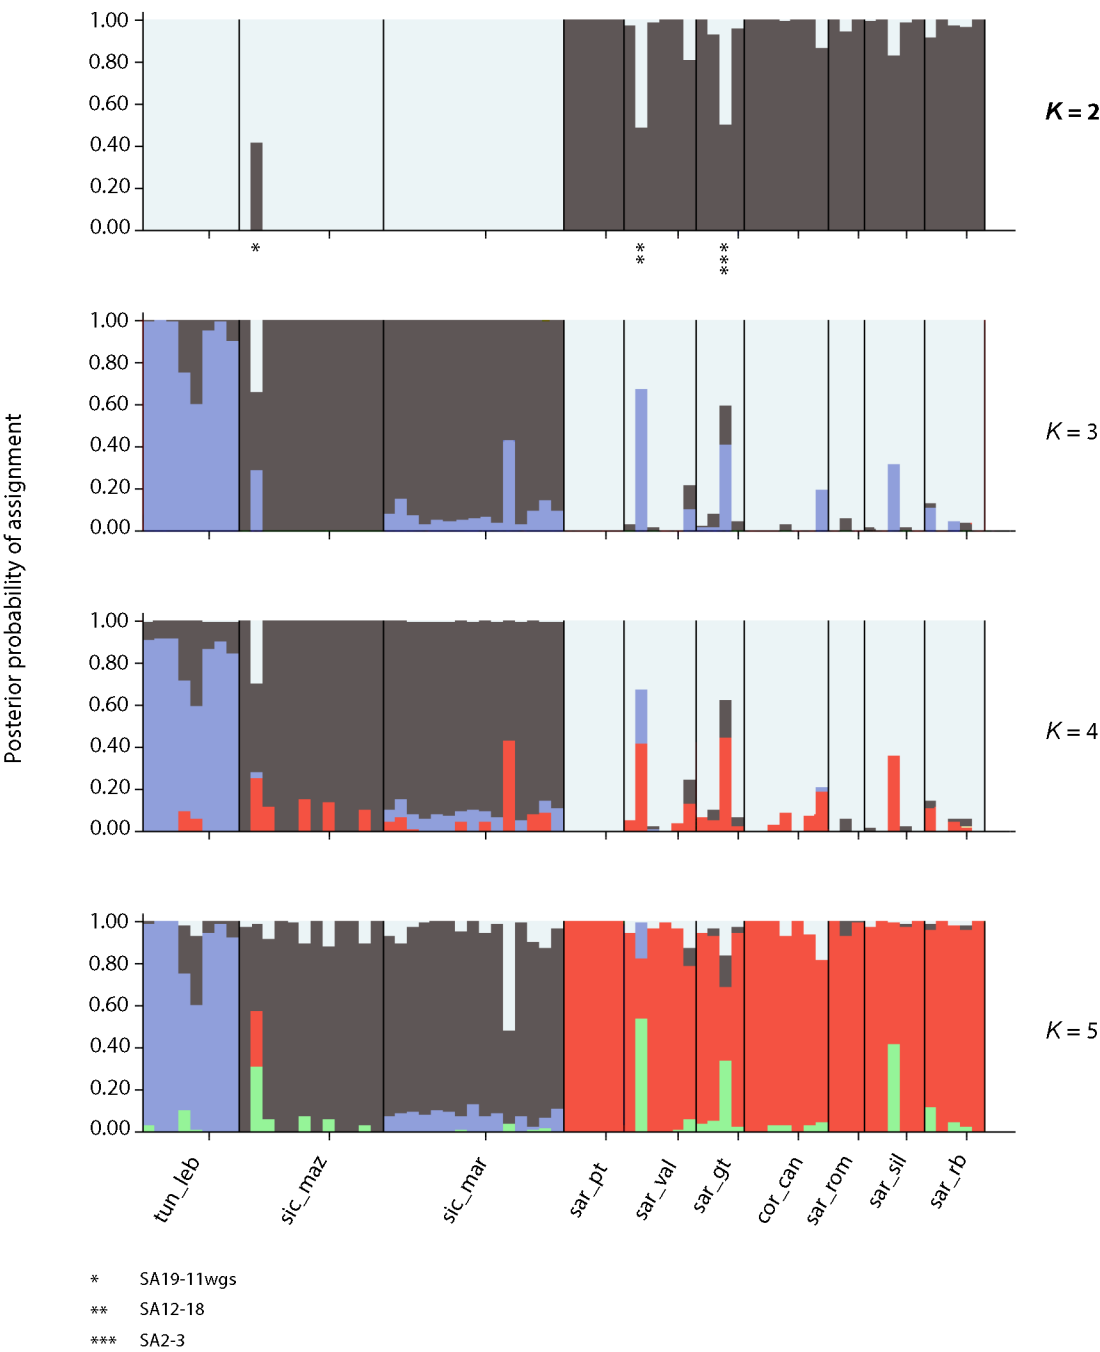 Posterior probability of assignment
1.00
0.80
0.60
0.40
0.20
0.00
K = 2
*
**
***
1.00
0.80
0.60
0.40
0.20
0.00
K = 3
1.00
0.80
0.60
0.40
0.20
0.00
K = 4
1.00
0.80
0.60
0.40
0.20
0.00
K = 5
tun_leb
sic_maz
sic_mar
sar_pt
sar_val
sar_gt
cor_can
sar_rom
sar_sil
sar_rb
* SA19-11wgs
** SA12-18
*** SA2-3